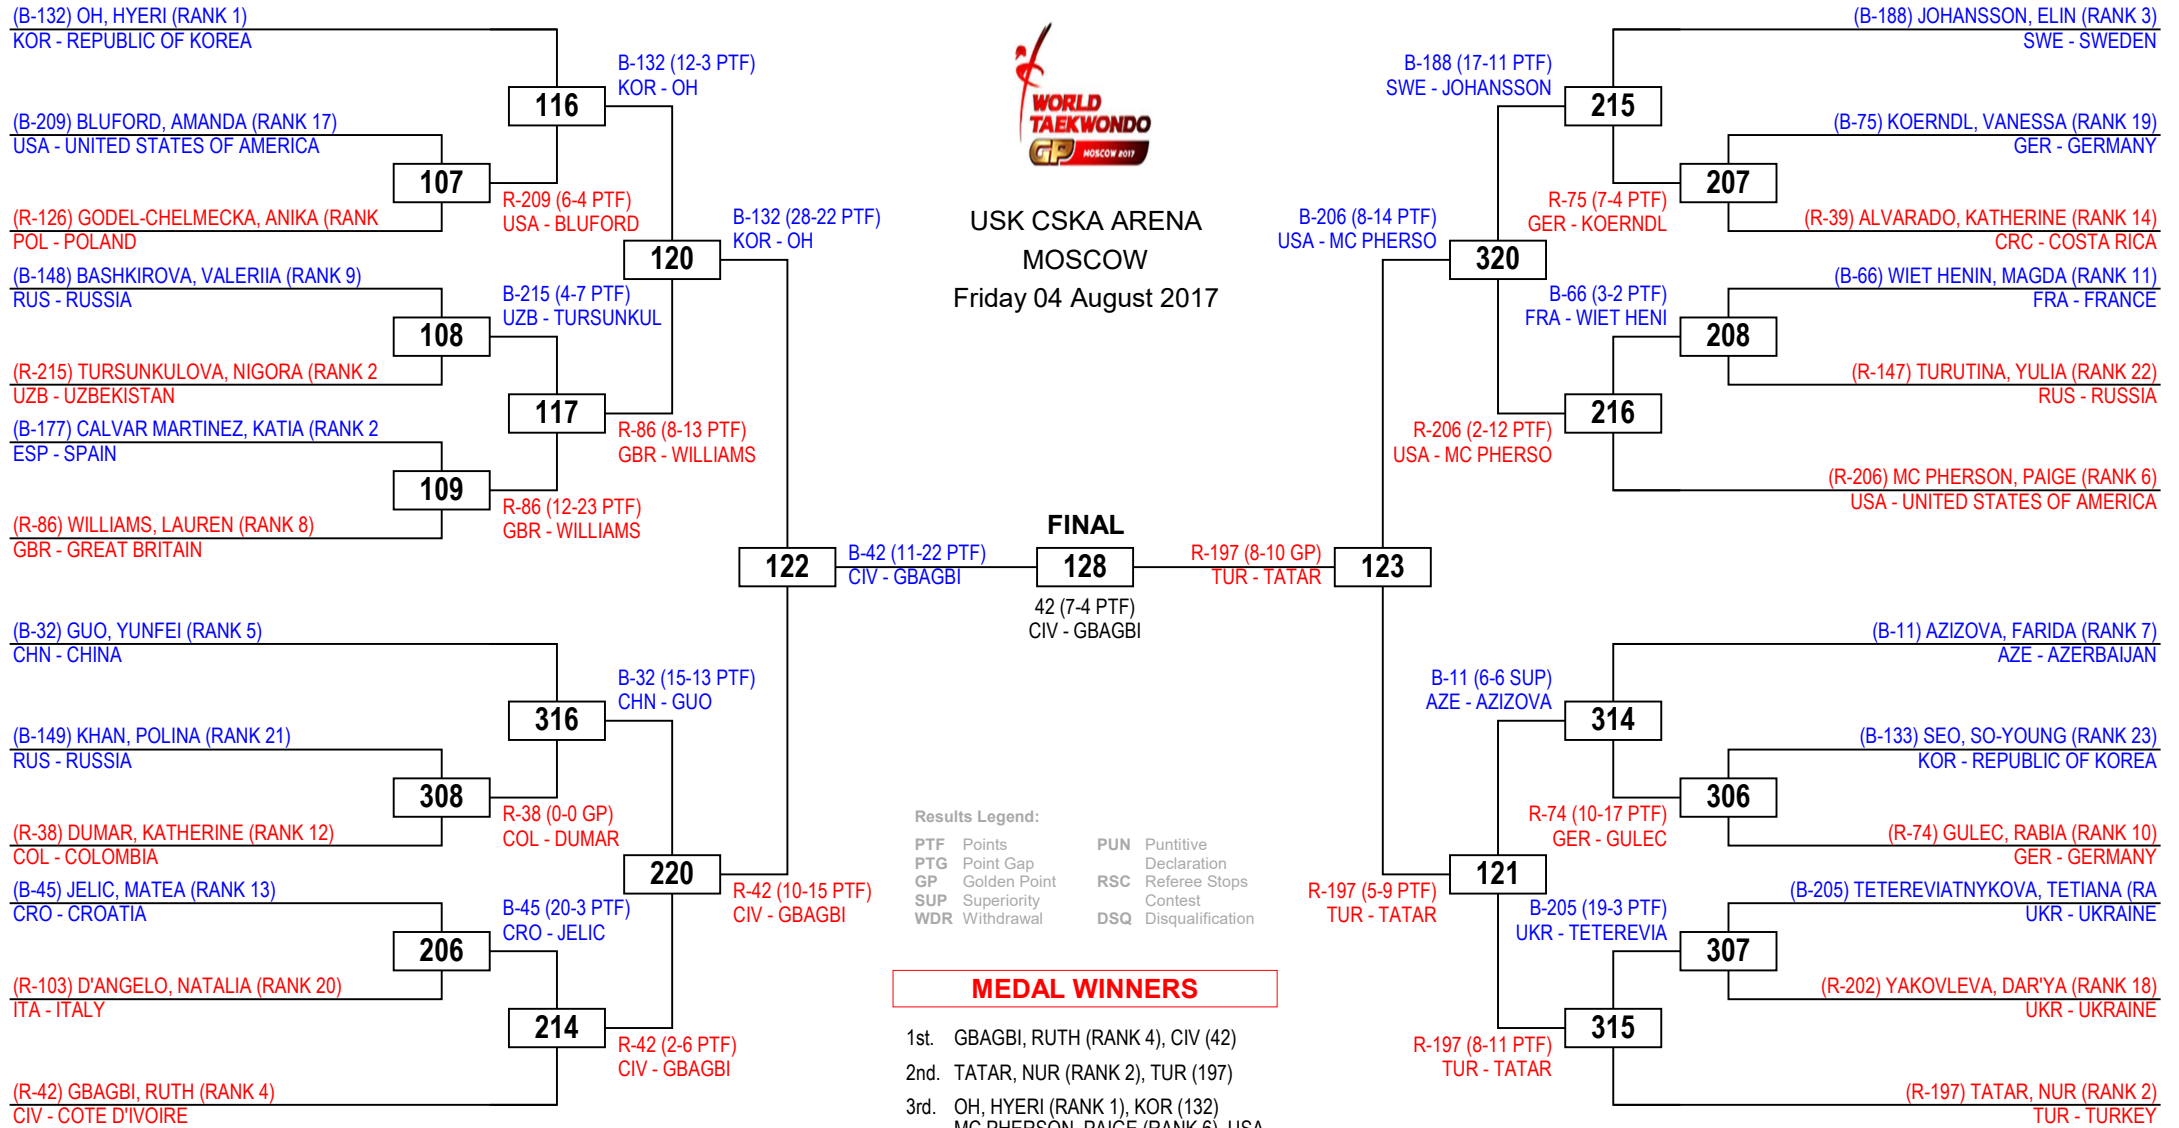 (B-132) OH, HYERI (RANK 1)
KOR - REPUBLIC OF KOREA
(B-209) BLUFORD, AMANDA (RANK 17)
USA - UNITED STATES OF AMERICA
(R-126) GODEL-CHELMECKA, ANIKA (RANK
POL - POLAND
(B-148) BASHKIROVA, VALERIIA (RANK 9)
RUS - RUSSIA
(R-215) TURSUNKULOVA, NIGORA (RANK 2
UZB - UZBEKISTAN
(B-177) CALVAR MARTINEZ, KATIA (RANK 2
ESP - SPAIN
(R-86) WILLIAMS, LAUREN (RANK 8)
GBR - GREAT BRITAIN
(B-32) GUO, YUNFEI (RANK 5)
CHN - CHINA
(B-149) KHAN, POLINA (RANK 21)
RUS - RUSSIA
(R-38) DUMAR, KATHERINE (RANK 12)
COL - COLOMBIA
(B-45) JELIC, MATEA (RANK 13)
CRO - CROATIA
(R-103) D'ANGELO, NATALIA (RANK 20)
ITA - ITALY
(R-42) GBAGBI, RUTH (RANK 4)
CIV - COTE D'IVOIRE
107
108
109
308
206
R-209 (6-4 PTF)
USA - BLUFORD
B-215 (4-7 PTF)
UZB - TURSUNKUL
R-86 (12-23 PTF)
GBR - WILLIAMS
R-38 (0-0 GP)
COL - DUMAR
B-45 (20-3 PTF)
CRO - JELIC
116
117
316
214
B-132 (12-3 PTF)
KOR - OH
R-86 (8-13 PTF)
GBR - WILLIAMS
B-32 (15-13 PTF)
CHN - GUO
R-42 (2-6 PTF)
CIV - GBAGBI
120
220
B-132 (28-22 PTF)
KOR - OH
R-42 (10-15 PTF)
CIV - GBAGBI
122
B-42 (11-22 PTF)
CIV - GBAGBI
WORLD
TAEKWONDO
GP MOSCOW 2017
USK CSKA ARENA
MOSCOW
Friday 04 August 2017
FINAL
128
42 (7-4 PTF)
CIV - GBAGBI
Results Legend:
PTF Points
PTG Point Gap
GP Golden Point
SUP Superiority
WDR Withdrawal
PUN Puntitive
Declaration
RSC Referee Stops
Contest
DSQ Disqualification
MEDAL WINNERS
1st. GBAGBI, RUTH (RANK 4), CIV (42)
2nd. TATAR, NUR (RANK 2), TUR (197)
3rd. OH, HYERI (RANK 1), KOR (132)
MC PHERSON, PAIGE (RANK 6), USA
R-197 (8-10 GP)
TUR - TATAR
123
B-206 (8-14 PTF)
USA - MC PHERSO
R-197 (5-9 PTF)
TUR - TATAR
320
121
B-188 (17-11 PTF)
SWE - JOHANSSON
R-206 (2-12 PTF)
USA - MC PHERSO
B-11 (6-6 SUP)
AZE - AZIZOVA
R-197 (8-11 PTF)
TUR - TATAR
215
216
314
315
R-75 (7-4 PTF)
GER - KOERNDL
B-66 (3-2 PTF)
FRA - WIET HENI
R-74 (10-17 PTF)
GER - GULEC
B-205 (19-3 PTF)
UKR - TETEREVIA
207
208
306
307
(B-188) JOHANSSON, ELIN (RANK 3)
SWE - SWEDEN
(B-75) KOERNDL, VANESSA (RANK 19)
GER - GERMANY
(R-39) ALVARADO, KATHERINE (RANK 14)
CRC - COSTA RICA
(B-66) WIET HENIN, MAGDA (RANK 11)
FRA - FRANCE
(R-147) TURUTINA, YULIA (RANK 22)
RUS - RUSSIA
(R-206) MC PHERSON, PAIGE (RANK 6)
USA - UNITED STATES OF AMERICA
(B-11) AZIZOVA, FARIDA (RANK 7)
AZE - AZERBAIJAN
(B-133) SEO, SO-YOUNG (RANK 23)
KOR - REPUBLIC OF KOREA
(R-74) GULEC, RABIA (RANK 10)
GER - GERMANY
(B-205) TETEREVIATNYKOVA, TETIANA (RA
UKR - UKRAINE
(R-202) YAKOVLEVA, DAR'YA (RANK 18)
UKR - UKRAINE
(R-197) TATAR, NUR (RANK 2)
TUR - TURKEY